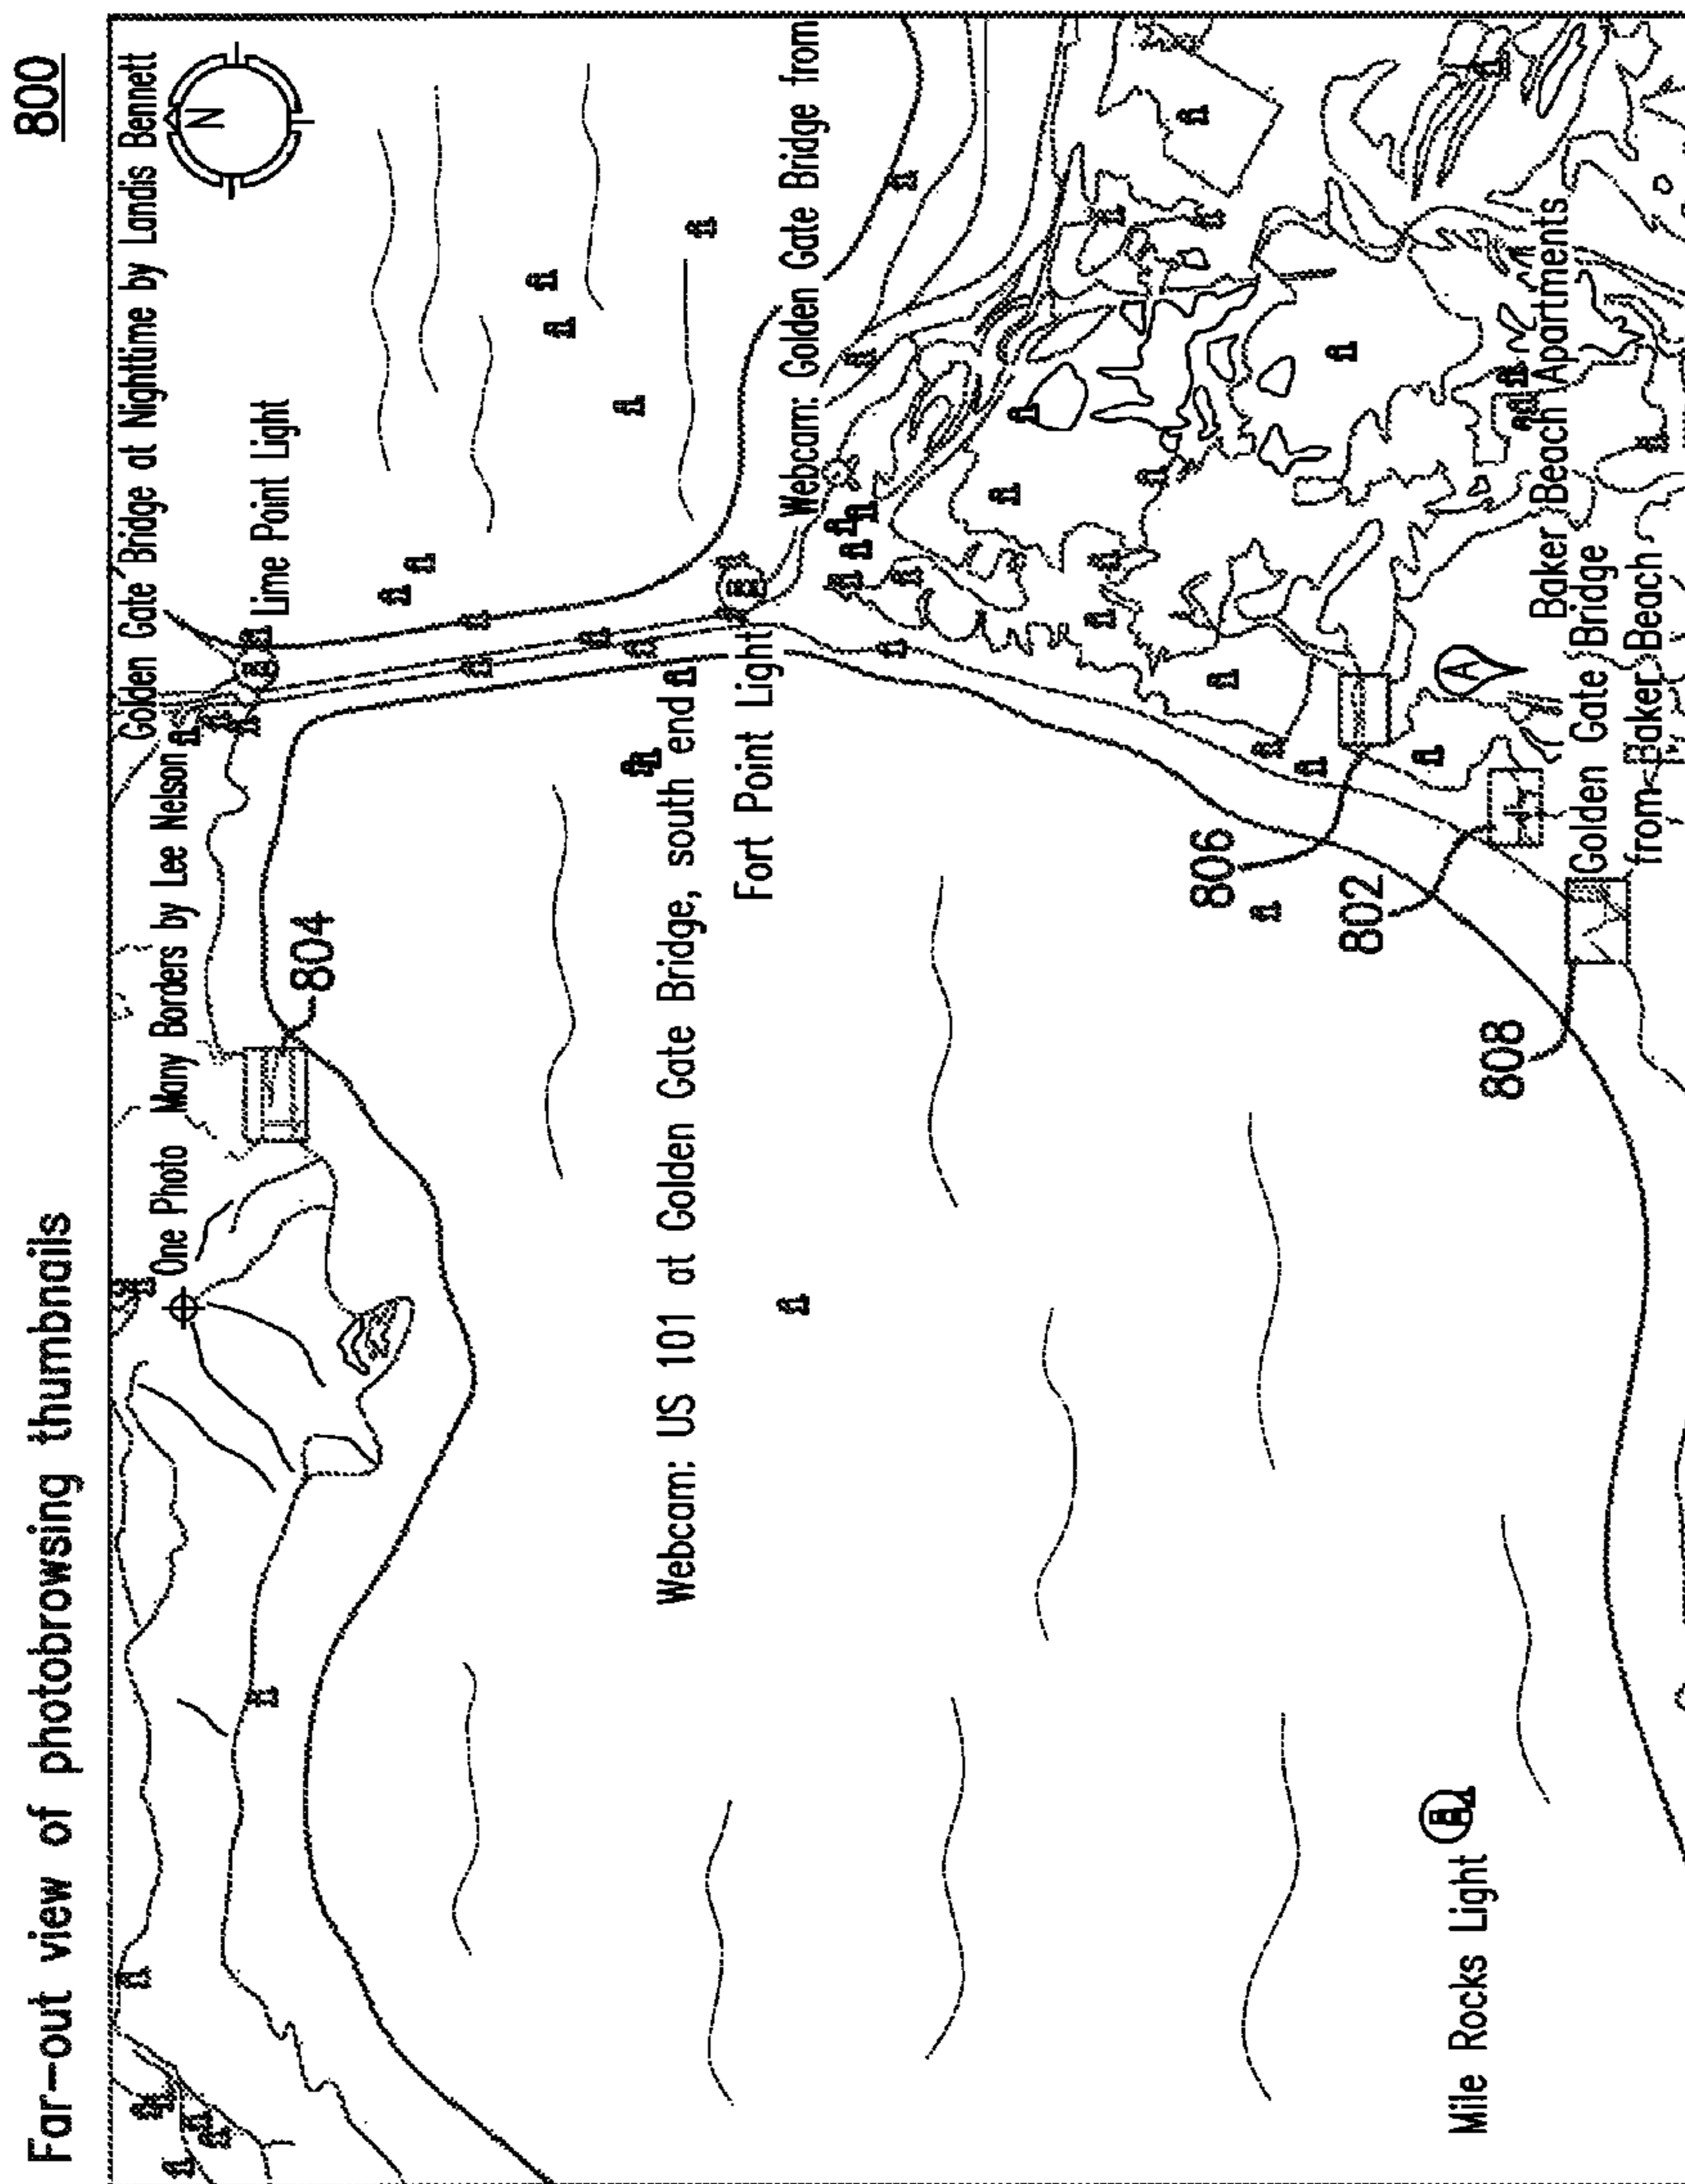 800
Far-out view of photobrowsing thumbnails
Golden Gate Bridge at Nighttime by Landis Bennett
N
One Photo Many Borders by Lee Nelson
Lime Point Light
804
Webcam: US 101 at Golden Gate Bridge, south end
Fort Point Light
Webcam: Golden Gate Bridge from
806
802
A
808
Baker Beach Apartments
Golden Gate Bridge
from Baker Beach
Mile Rocks Light